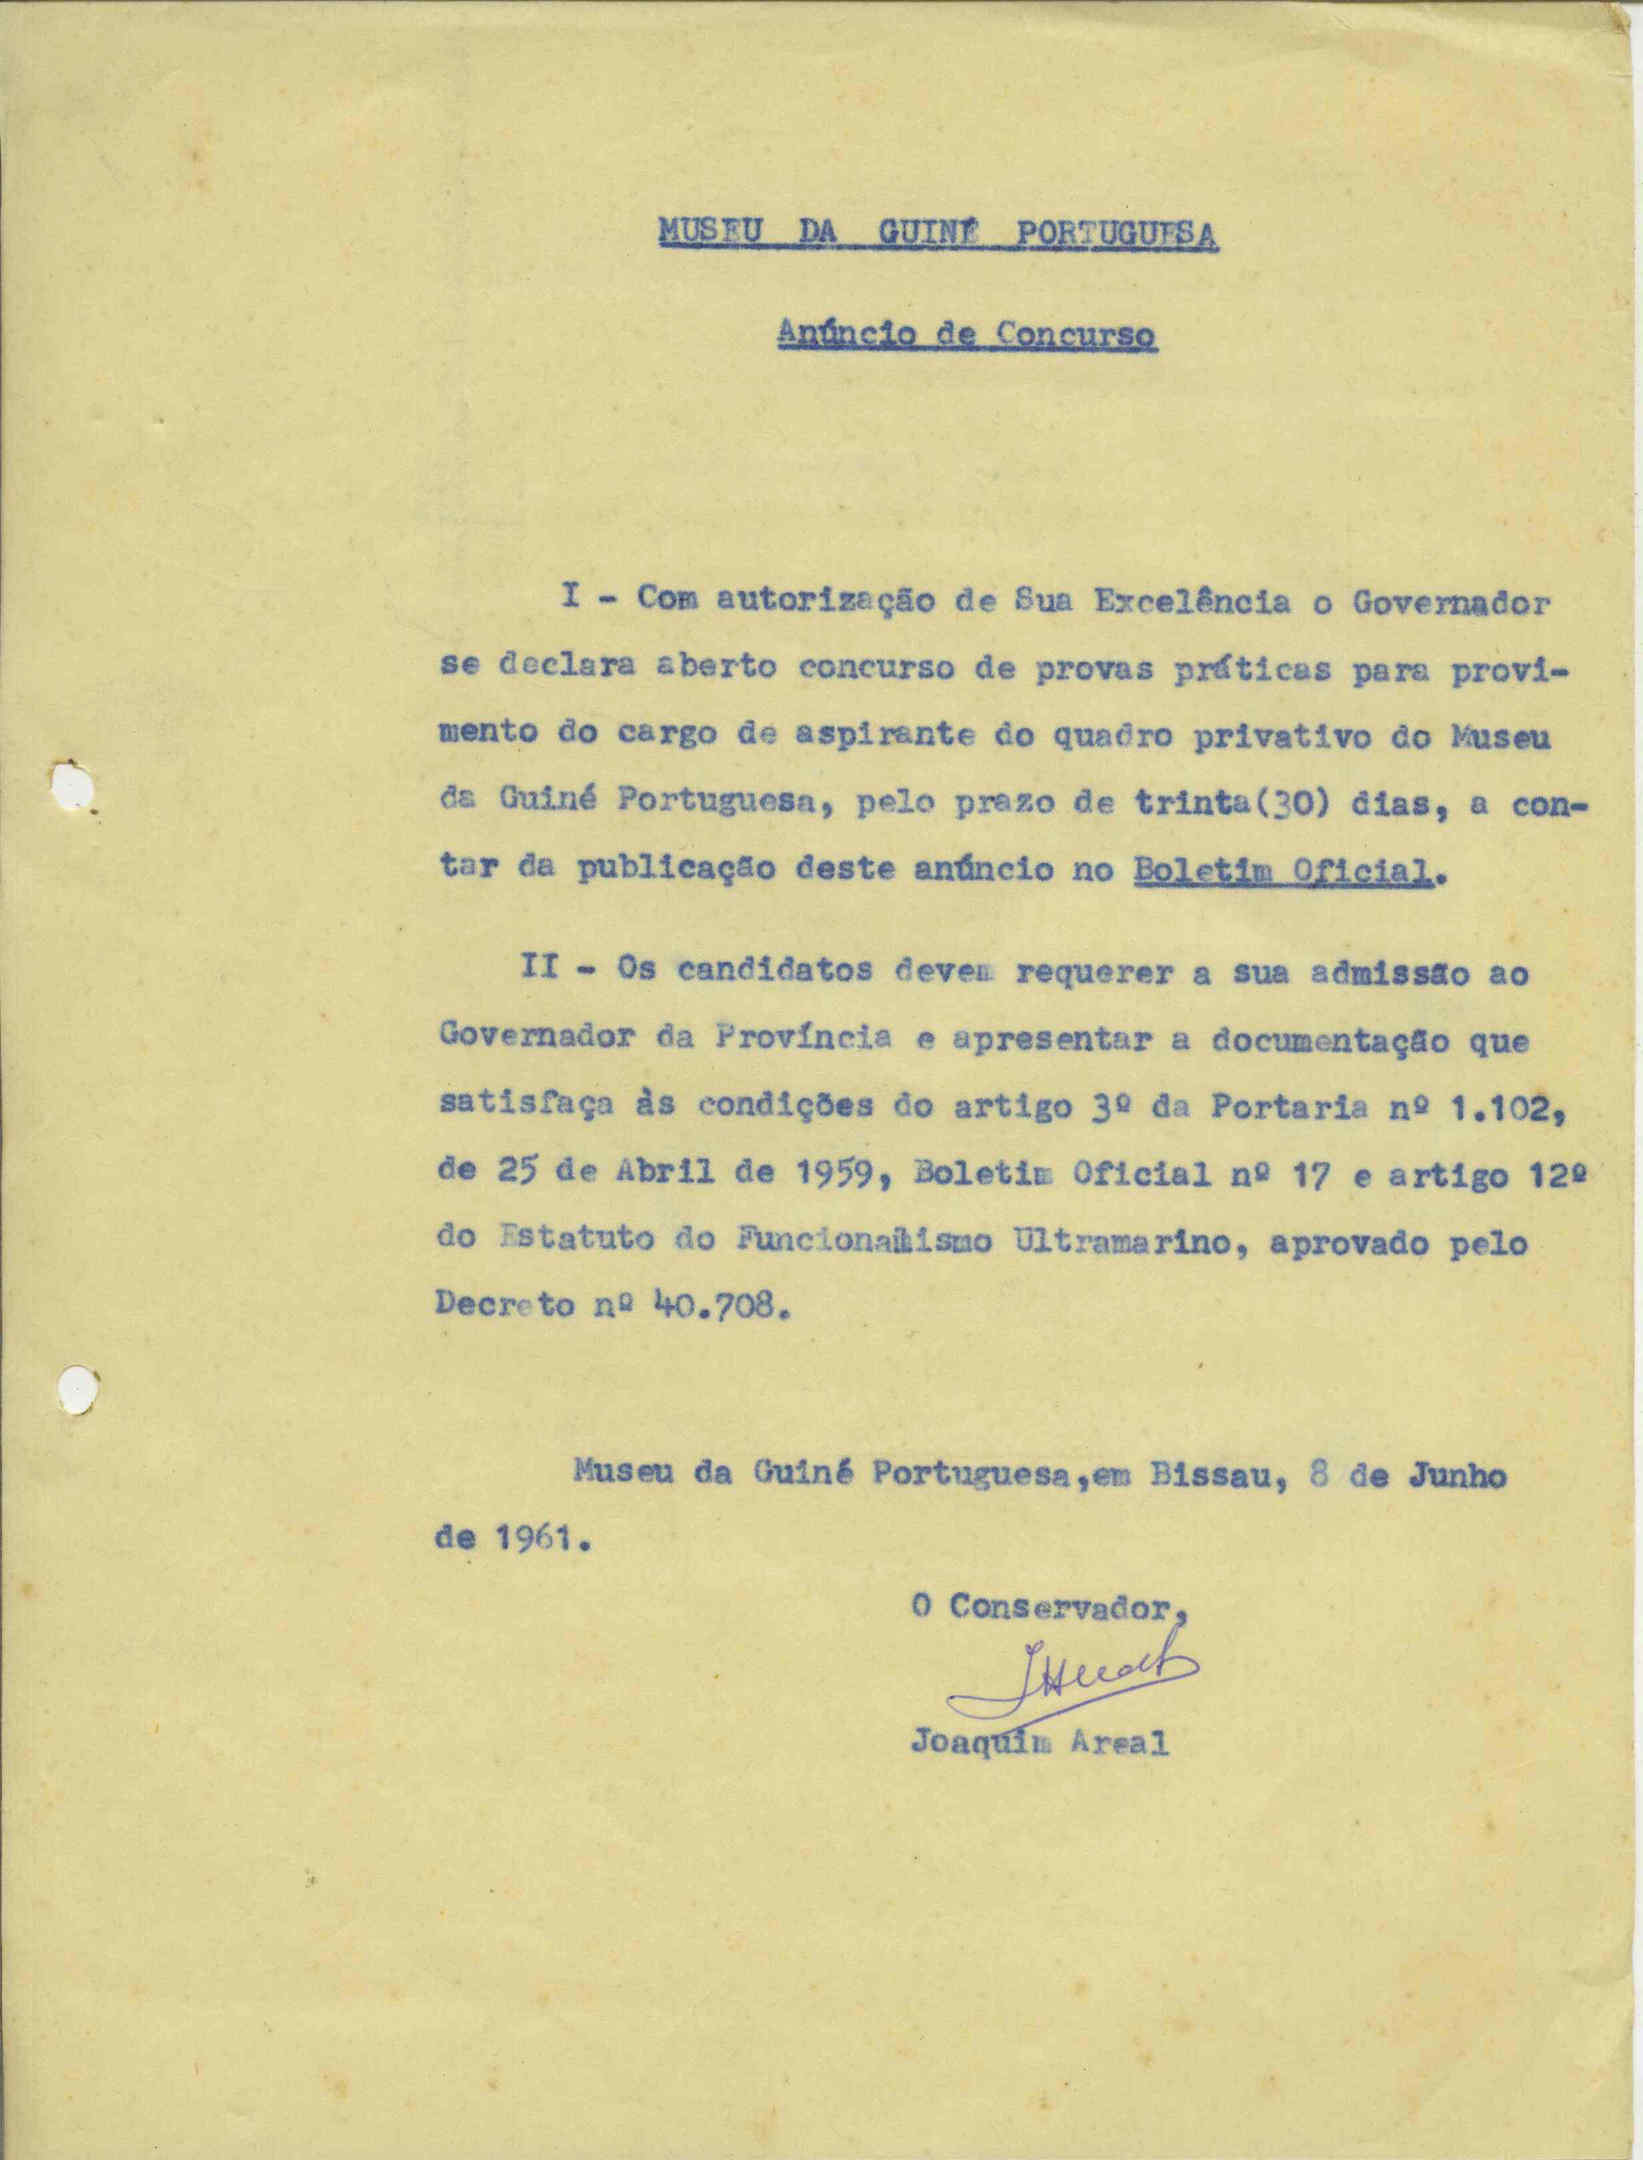 MUSEU DA GUINÉ PORTUGUESA
Anúncio de Concurso
I - Com autorização de Sua Excelência o Governador
se declara aberto concurso de provas práticas para provi-
mento do cargo de aspirante do quadro privativo do Museu
da Guiné Portuguesa, pelo prazo de trinta(30) dias, a con-
tar da publicação deste anúncio no Boletim Oficial.
II - Os candidatos devem requerer a sua admissão ao
Governador da Província e apresentar a documentação que
satisfaça às condições do artigo 3º da Portaria nº 1.102,
de 25 de Abril de 1959, Boletim Oficial nº 17 e artigo 12º
do Estatuto do Funcionalismo Ultramarino, aprovado pelo
Decreto nº 40.708.
Museu da Guiné Portuguesa,em Bissau, 8 de Junho
de 1961.
O Conservador,
Joaquim Areal